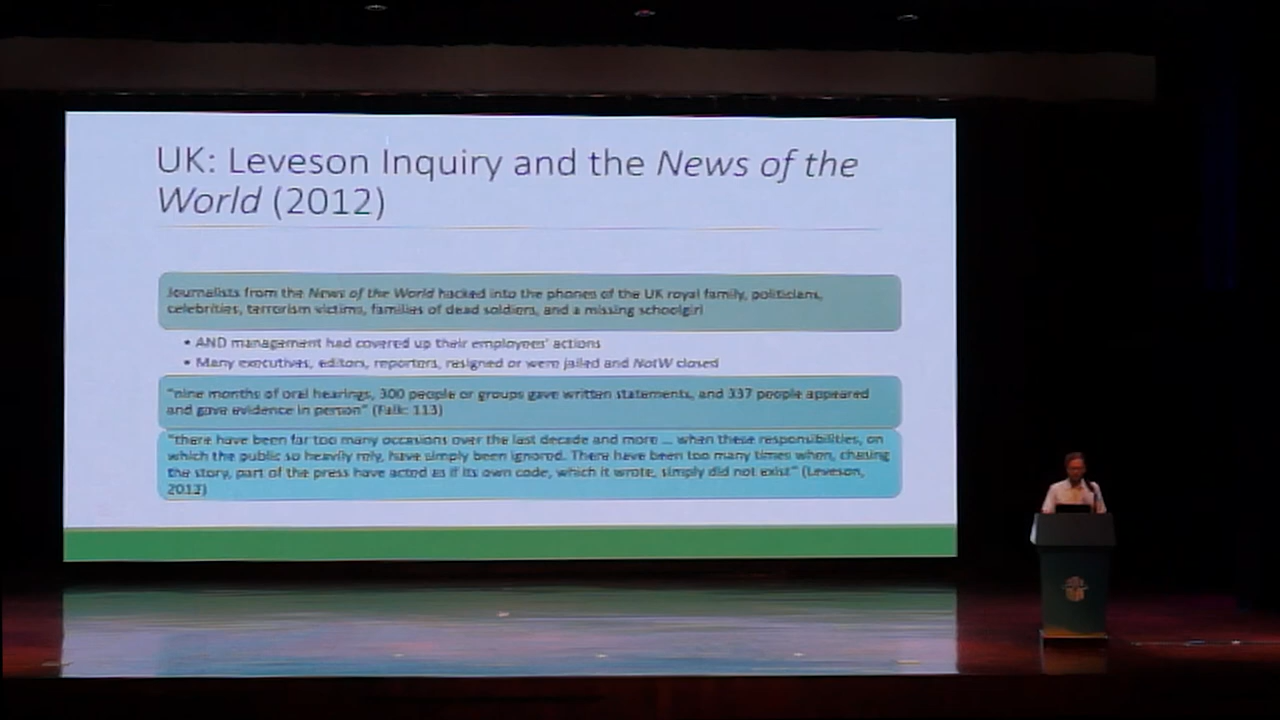 UK: Leveson Inquiry and the News of the
World (2012)
Journalists from the News of the World hacked into the phones of the UK royal family, politicians,
celebrities, terrorism victims, families of dead soldiers, and a missing schoolgirl
• AND management had covered up their employees' actions
• Many executives, editors, reporters, resigned or were jailed and NotW closed
"nine months of oral hearings, 300 people or groups gave written statements, and 337 people appeared
and gave evidence in person" (Falk: 113)
"there have been far too many occasions over the last decade and more ... when these responsibilities, on
which the public so heavily rely, have simply been ignored. There have been too many times when, chasing
the story, part of the press have acted as if its own code, which it wrote, simply did not exist" (Leveson,
2012)